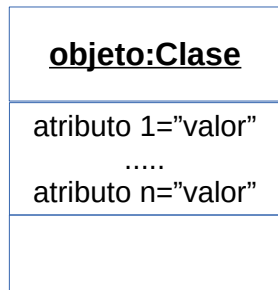 objeto:Clase
atributo 1=”valor”
.....
atributo n=”valor”